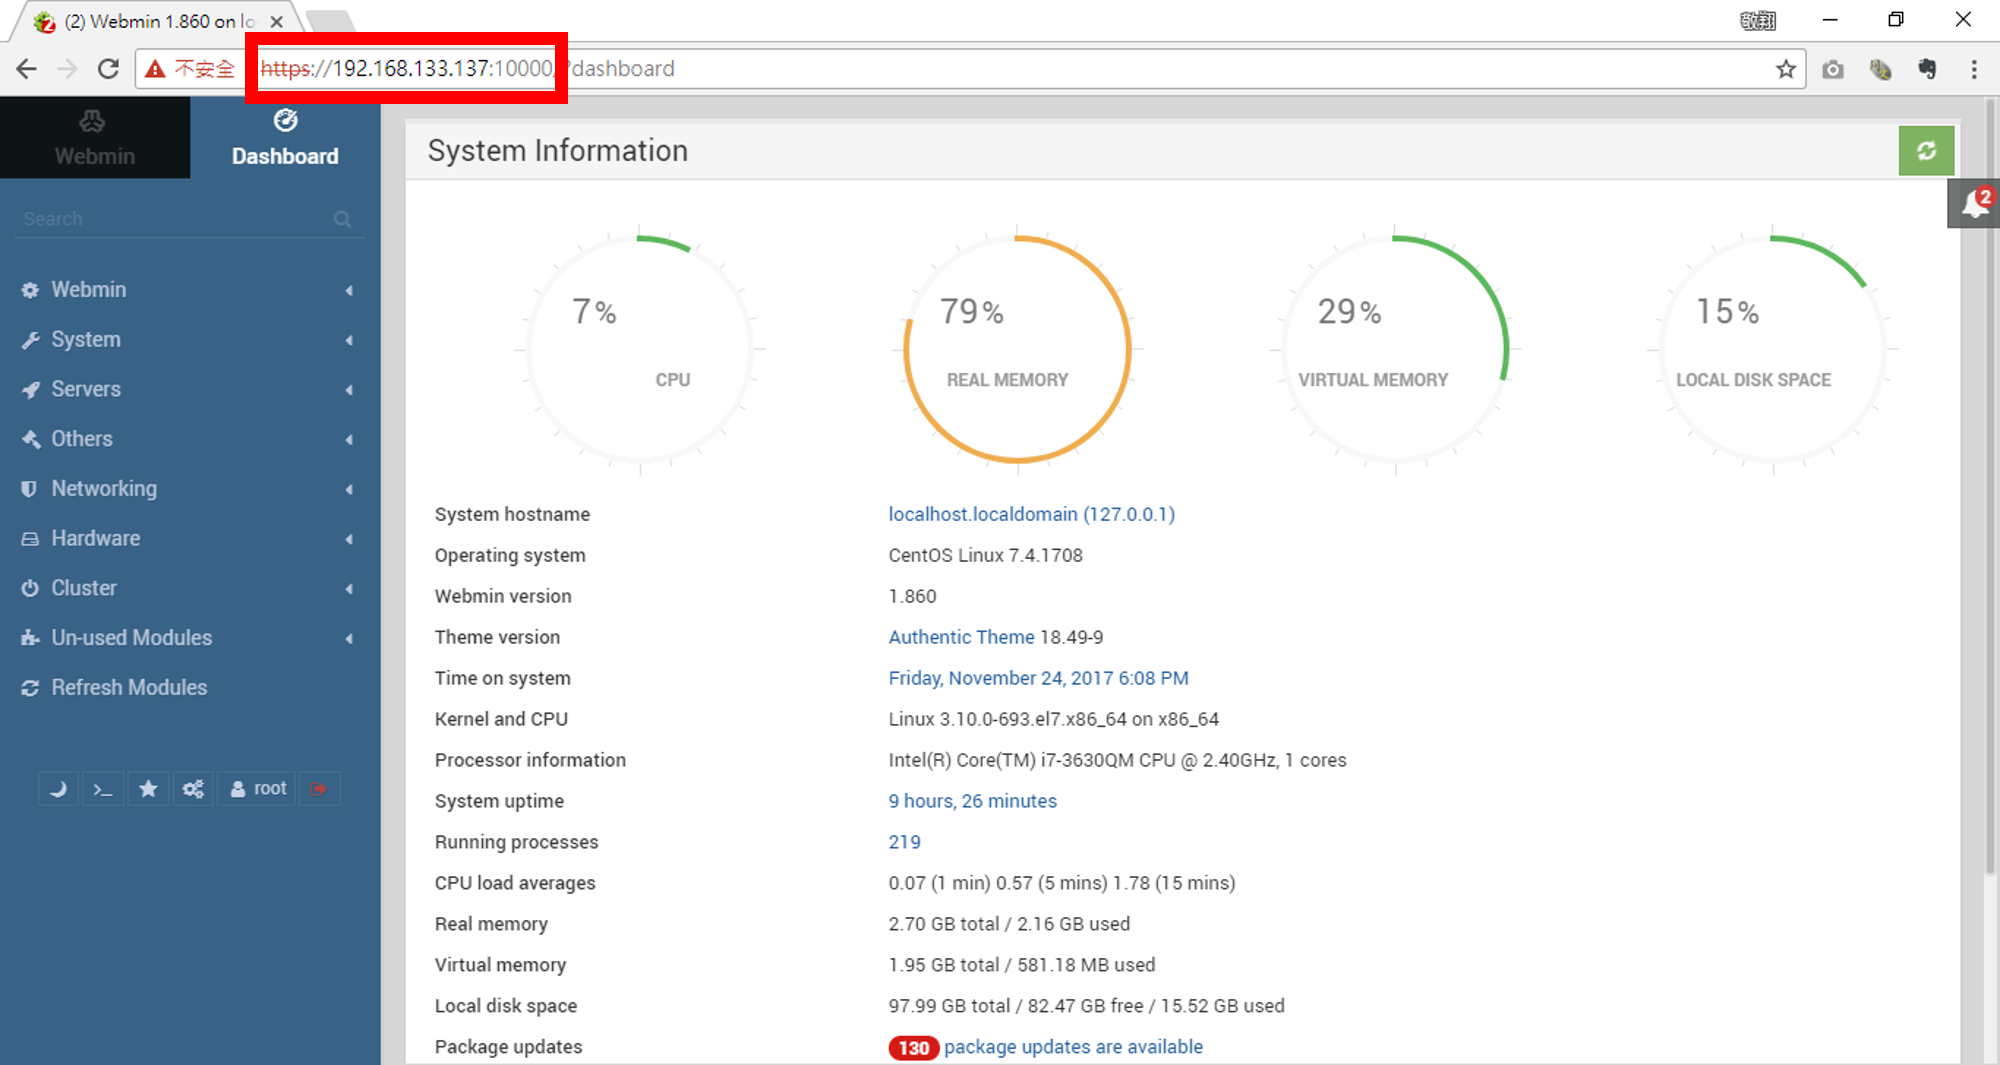 (2) Webmin 1.860 on lo
敬翔
不安全
https://192.168.133.137:10000/?dashboard
Webmin
Dashboard
Search
Webmin
System
Servers
Others
Networking
Hardware
Cluster
Un-used Modules
Refresh Modules
root
System Information
2
7%
CPU
79%
REAL MEMORY
29%
VIRTUAL MEMORY
15%
LOCAL DISK SPACE
System hostname localhost.localdomain (127.0.0.1)
Operating system CentOS Linux 7.4.1708
Webmin version 1.860
Theme version Authentic Theme 18.49-9
Time on system Friday, November 24, 2017 6:08 PM
Kernel and CPU Linux 3.10.0-693.el7.x86_64 on x86_64
Processor information Intel(R) Core(TM) i7-3630QM CPU @ 2.40GHz, 1 cores
System uptime 9 hours, 26 minutes
Running processes 219
CPU load averages 0.07 (1 min) 0.57 (5 mins) 1.78 (15 mins)
Real memory 2.70 GB total / 2.16 GB used
Virtual memory 1.95 GB total / 581.18 MB used
Local disk space 97.99 GB total / 82.47 GB free / 15.52 GB used
Package updates 130 package updates are available